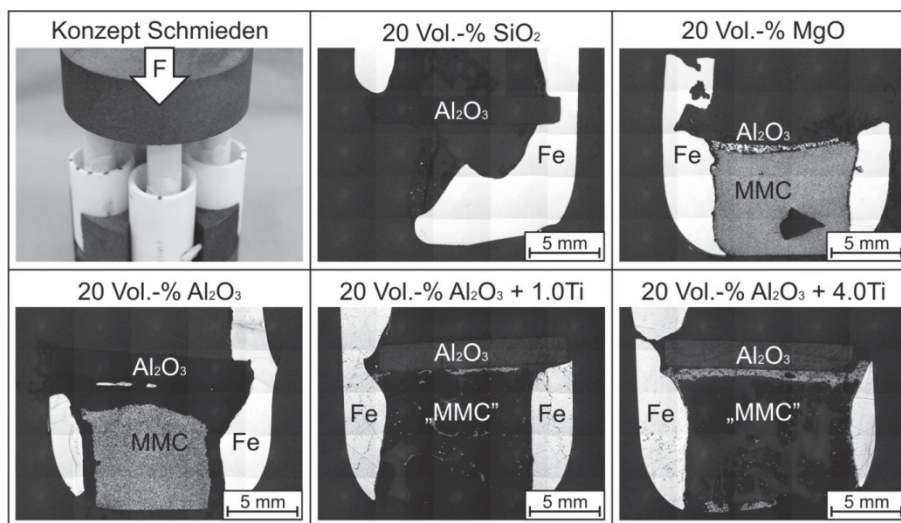 Konzept Schmieden
F
20 Vol.-% SiO₂
Al₂O₃
Fe
5 mm
20 Vol.-% MgO
Al₂O₃
Fe
MMC
5 mm
20 Vol.-% Al₂O₃
Al₂O₃
MMC
Fe
5 mm
20 Vol.-% Al₂O₃ + 1.0Ti
Al₂O₃
Fe
„MMC”
Fe
5 mm
20 Vol.-% Al₂O₃ + 4.0Ti
Al₂O₃
Fe
„MMC”
5 mm